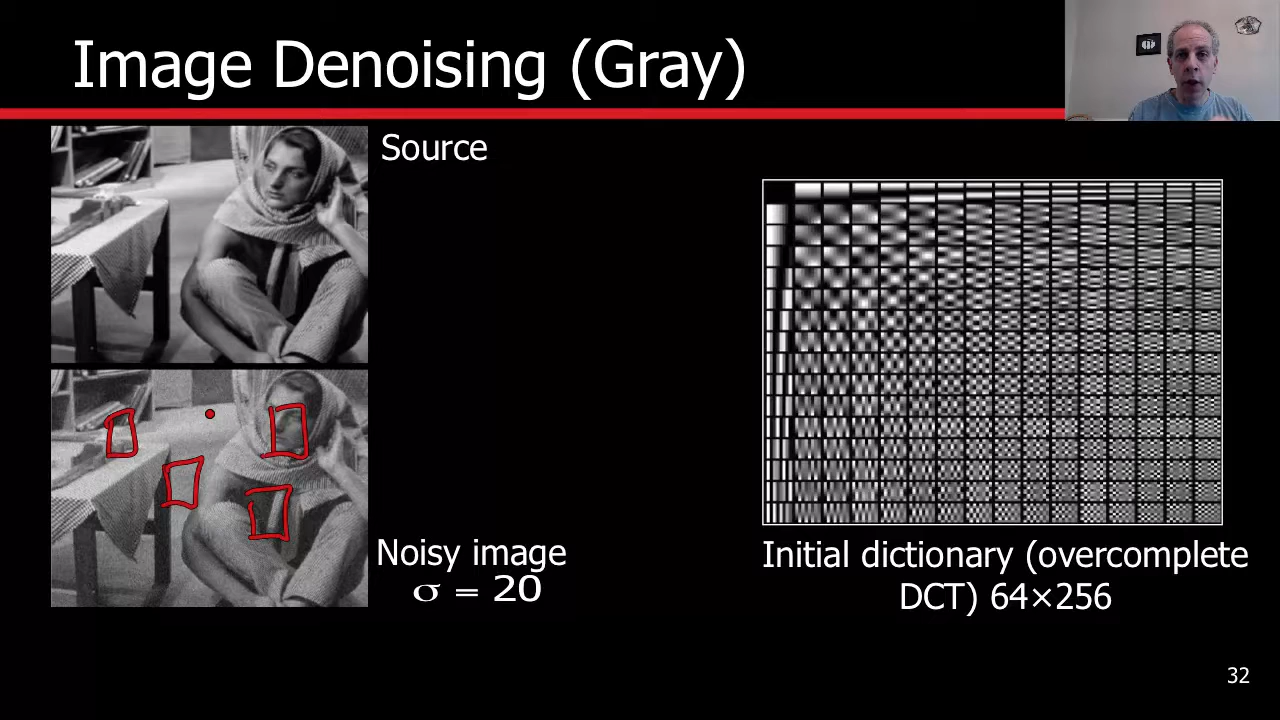 Image Denoising (Gray)
Source
Noisy image
σ = 20
Initial dictionary (overcomplete
DCT) 64×256
32